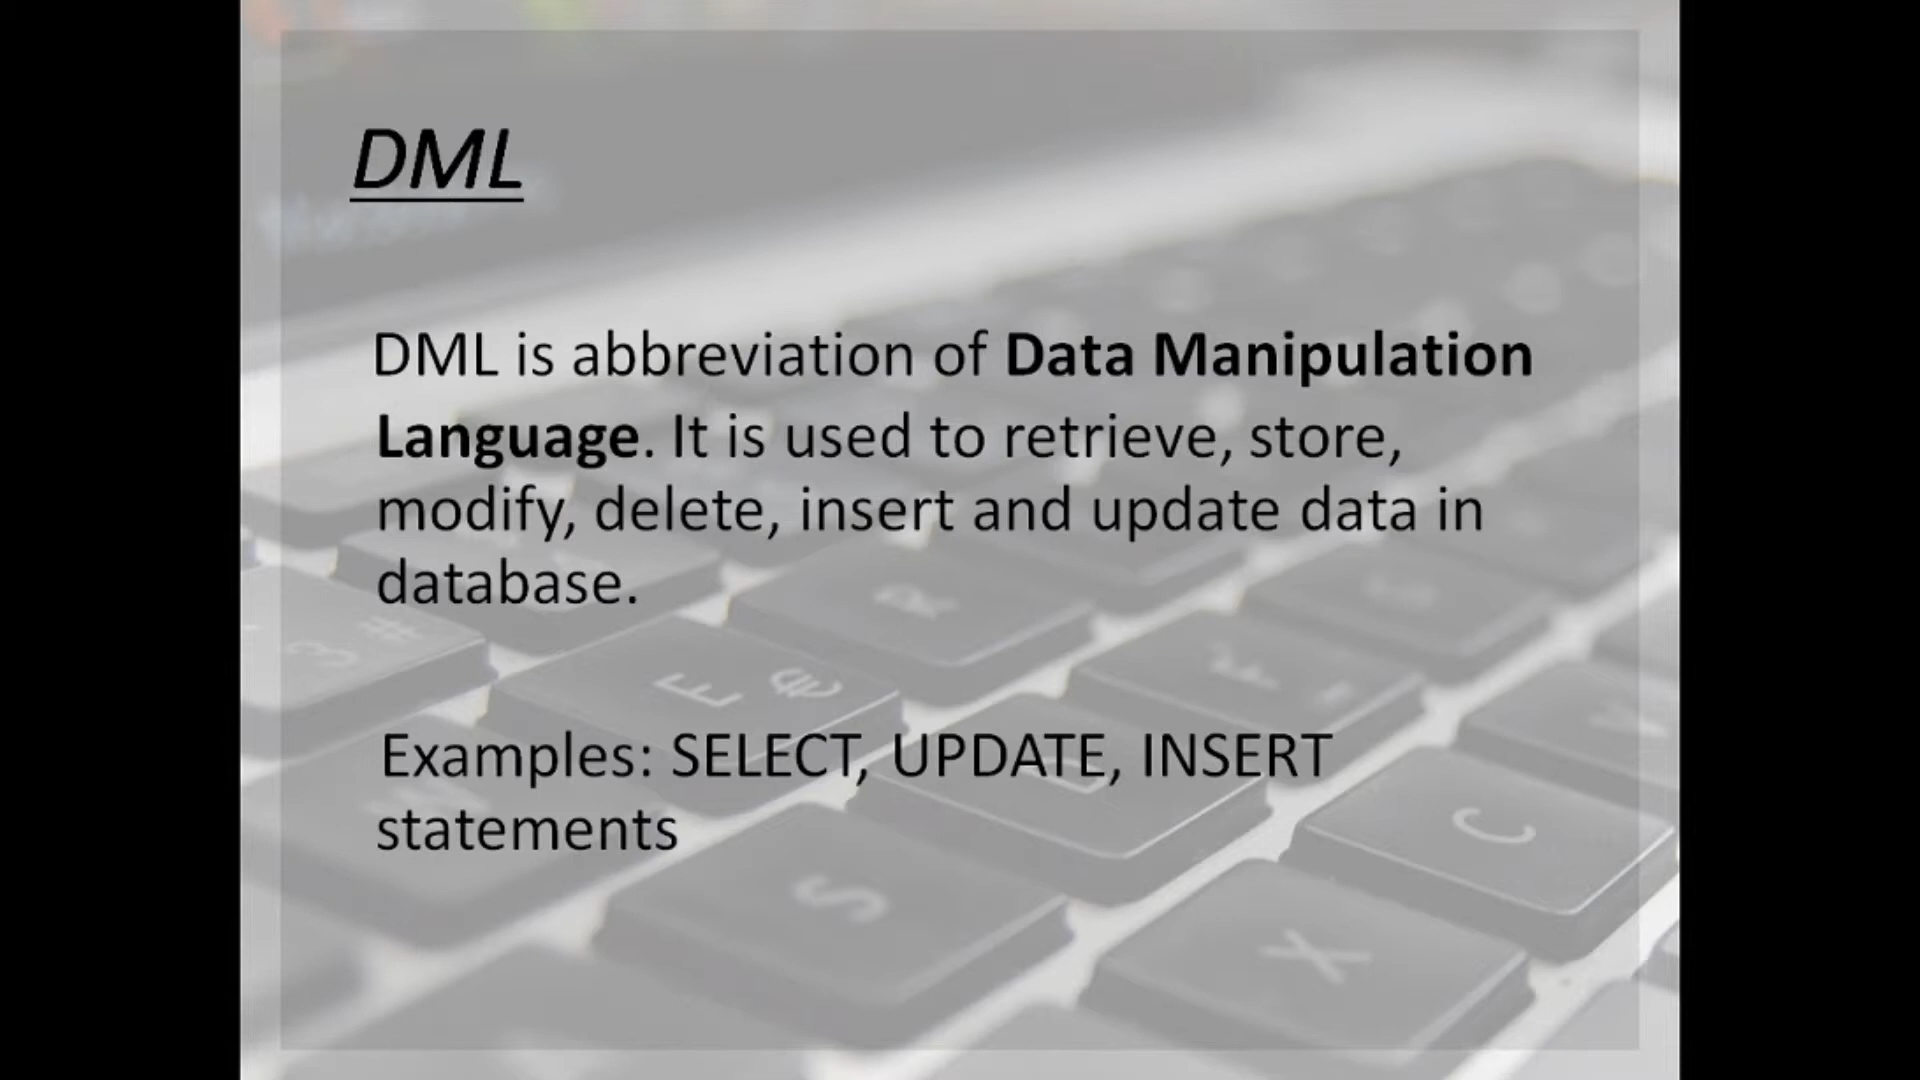 DML
DML is abbreviation of Data Manipulation
Language. It is used to retrieve, store,
modify, delete, insert and update data in
database.
Examples: SELECT, UPDATE, INSERT
statements
3 #
E €
R
F
D
C
S
X